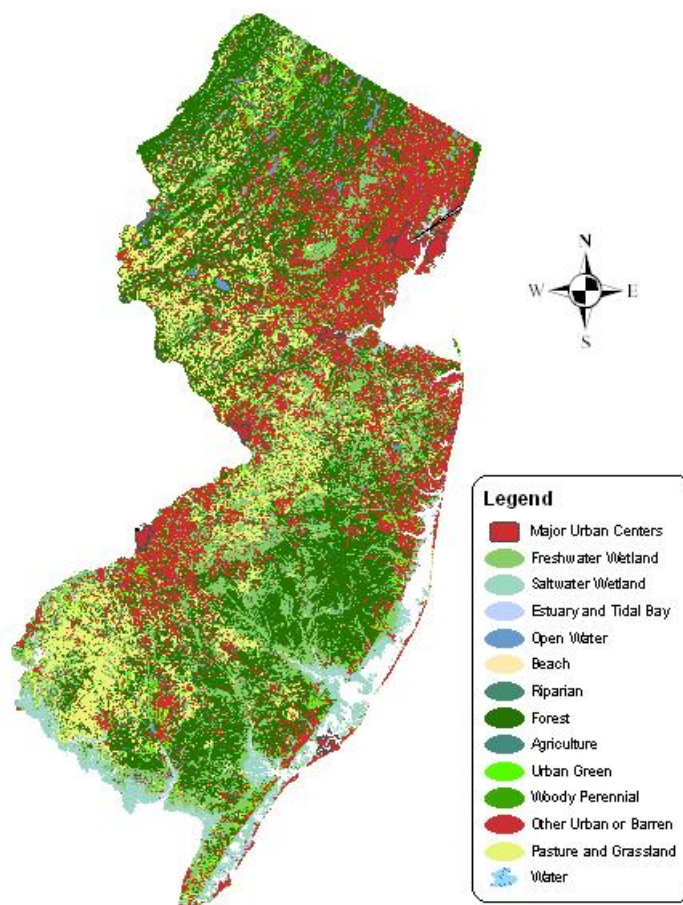 N
W E
S
Legend
Major Urban Centers
Freshwater Wetland
Saltwater Wetland
Estuary and Tidal Bay
Open Water
Beach
Riparian
Forest
Agriculture
Urban Green
Woody Perennial
Other Urban or Barren
Pasture and Grassland
Water